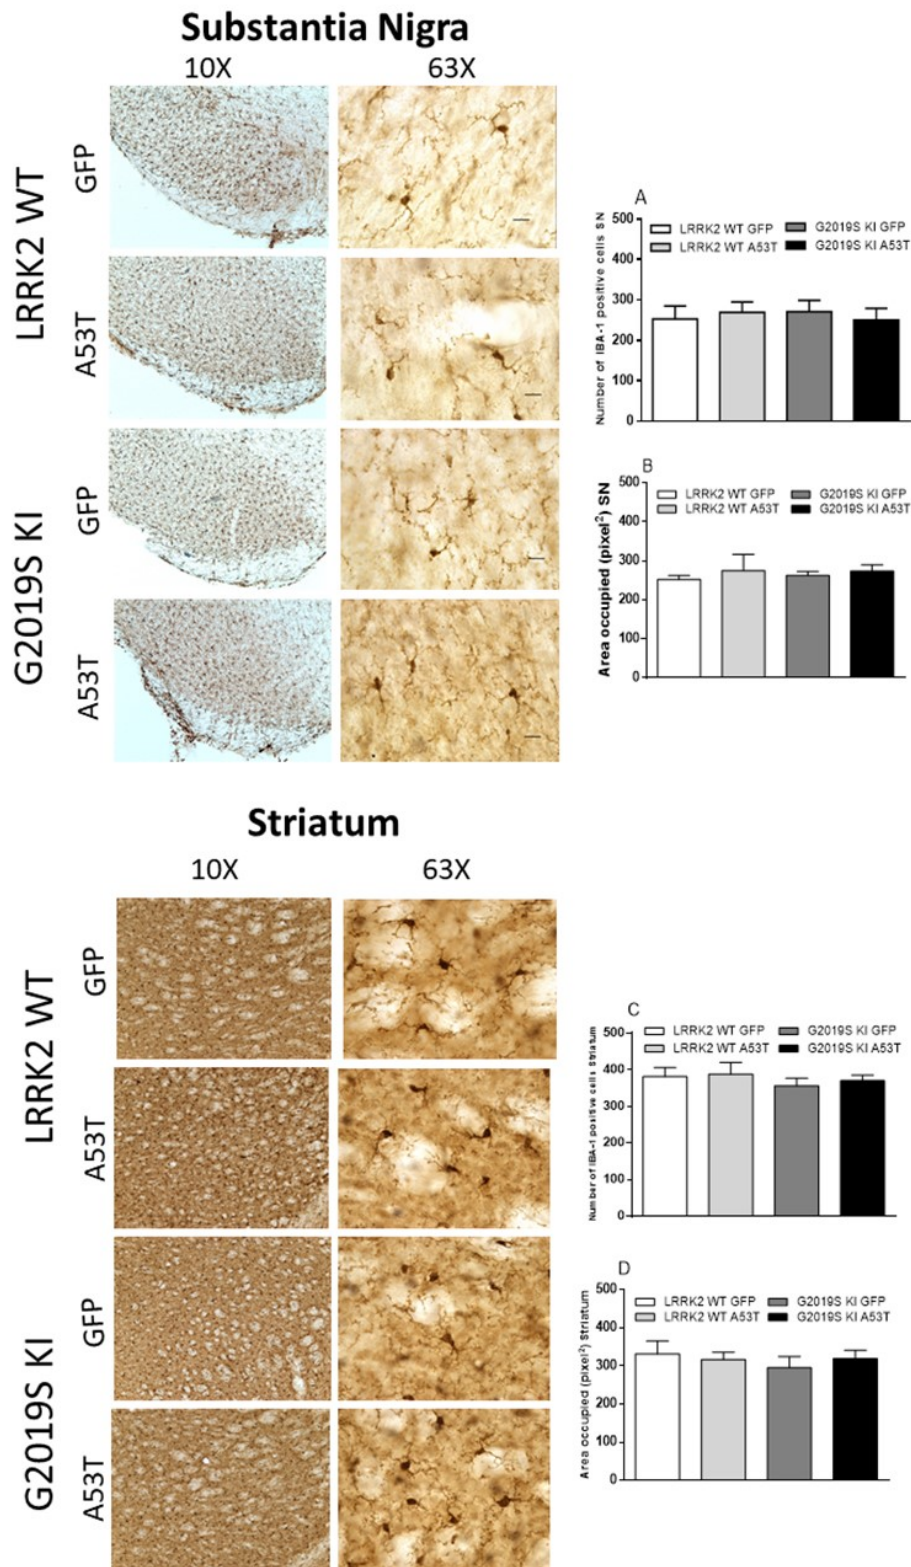 Substantia Nigra
10X 63X
LRRK2 WT
GFP
A53T
G2019S KI
GFP
A53T
A
Number of IBA-1 positive cells SN
500
400
300
200
100
0
LRRK2 WT GFP G2019S KI GFP
LRRK2 WT A53T G2019S KI A53T
B
Area occupied (pixel²) SN
500
400
300
200
100
0
LRRK2 WT GFP G2019S KI GFP
LRRK2 WT A53T G2019S KI A53T
Striatum
10X 63X
LRRK2 WT
GFP
A53T
G2019S KI
GFP
A53T
C
Number of IBA-1 positive cells Striatum
500
400
300
200
100
0
LRRK2 WT GFP G2019S KI GFP
LRRK2 WT A53T G2019S KI A53T
D
Area occupied (pixel²) Striatum
500
400
300
200
100
0
LRRK2 WT GFP G2019S KI GFP
LRRK2 WT A53T G2019S KI A53T